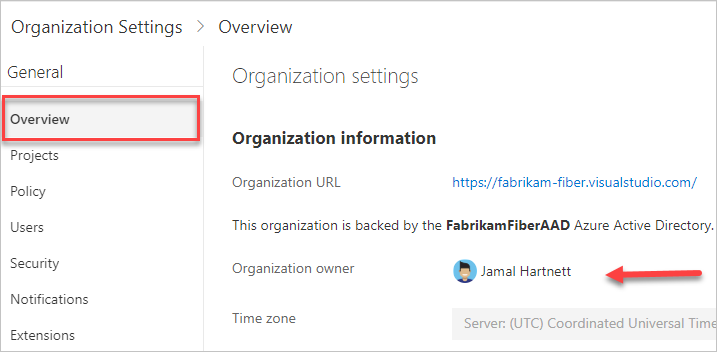 Organization Settings > Overview
General
Overview
Projects
Policy
Users
Security
Notifications
Extensions
Organization settings
Organization information
Organization URL https://fabrikam-fiber.visualstudio.com/
This organization is backed by the FabrikamFiberAAD Azure Active Directory.
Organization owner Jamal Hartnett
Time zone Server: (UTC) Coordinated Universal Time